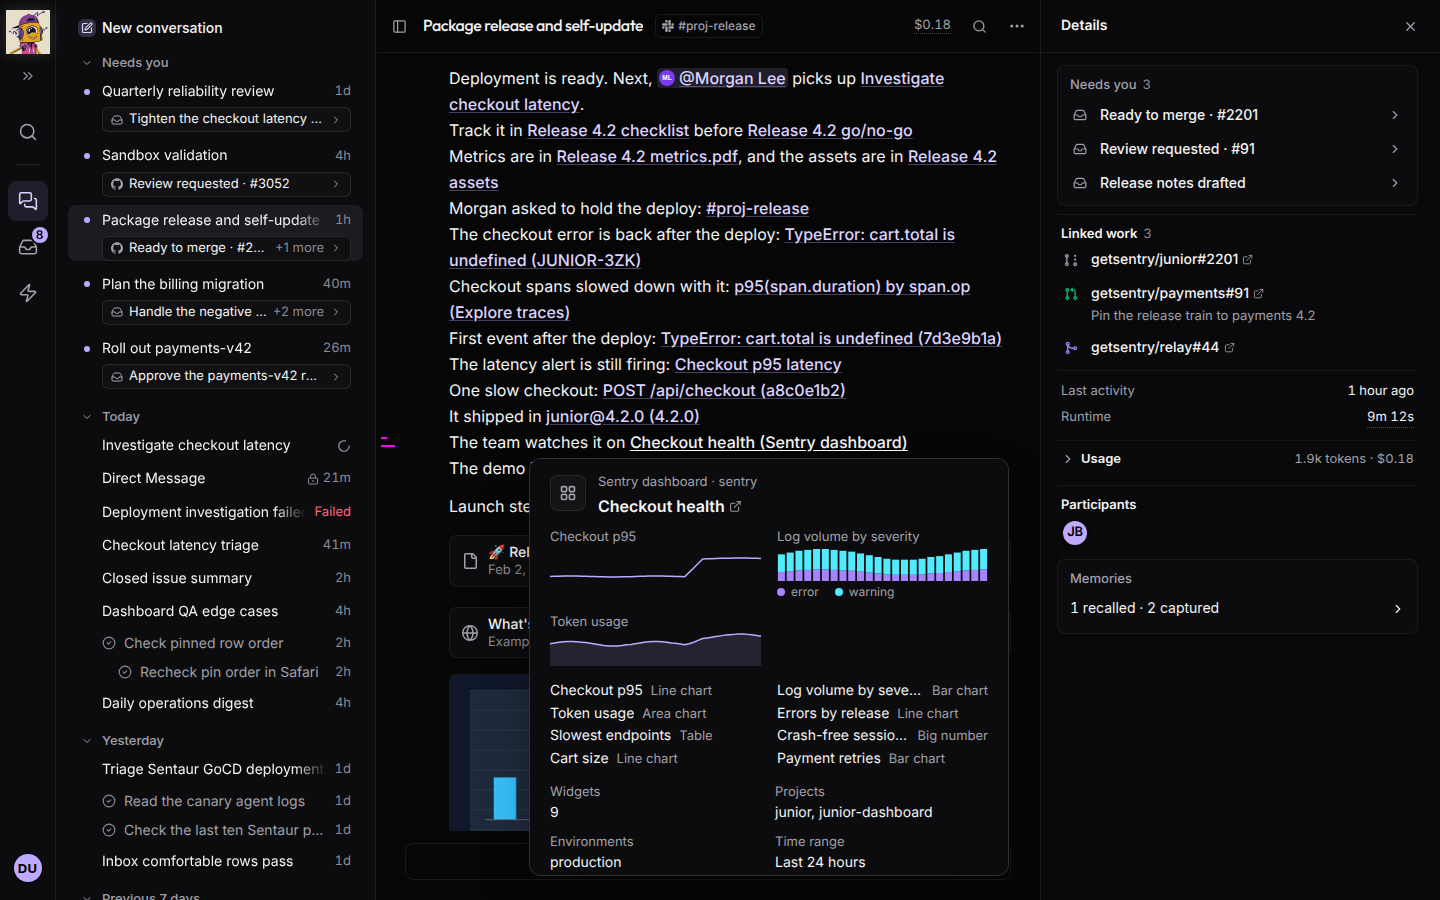 New conversation
Needs you
Quarterly reliability review 1d
Tighten the checkout latency ...
Sandbox validation 4h
Review requested · #3052
Package release and self-update 1h
Ready to merge · #2... +1 more
8
Plan the billing migration 40m
Handle the negative ... +2 more
Roll out payments-v42 26m
Approve the payments-v42 r...
Today
Investigate checkout latency
Direct Message 21m
Deployment investigation failed Failed
Checkout latency triage 41m
Closed issue summary 2h
Dashboard QA edge cases 4h
Check pinned row order 2h
Recheck pin order in Safari 2h
Daily operations digest 4h
Yesterday
Triage Sentaur GoCD deployment 1d
Read the canary agent logs 1d
Check the last ten Sentaur p... 1d
Inbox comfortable rows pass 1d
Previous 7 days
DU
Package release and self-update #proj-release $0.18
Deployment is ready. Next, ML @Morgan Lee picks up Investigate
checkout latency.
Track it in Release 4.2 checklist before Release 4.2 go/no-go
Metrics are in Release 4.2 metrics.pdf, and the assets are in Release 4.2
assets
Morgan asked to hold the deploy: #proj-release
The checkout error is back after the deploy: TypeError: cart.total is
undefined (JUNIOR-3ZK)
Checkout spans slowed down with it: p95(span.duration) by span.op
(Explore traces)
First event after the deploy: TypeError: cart.total is undefined (7d3e9b1a)
The latency alert is still firing: Checkout p95 latency
One slow checkout: POST /api/checkout (a8c0e1b2)
It shipped in junior@4.2.0 (4.2.0)
The team watches it on Checkout health (Sentry dashboard)
The demo
Launch ste
🚀 Rel
Feb 2,
What's
Examp
Sentry dashboard · sentry
Checkout health
Checkout p95 Log volume by severity
error warning
Token usage
Checkout p95 Line chart Log volume by seve... Bar chart
Token usage Area chart Errors by release Line chart
Slowest endpoints Table Crash-free sessio... Big number
Cart size Line chart Payment retries Bar chart
Widgets Projects
9 junior, junior-dashboard
Environments Time range
production Last 24 hours
Details
Needs you 3
Ready to merge · #2201
Review requested · #91
Release notes drafted
Linked work 3
getsentry/junior#2201
getsentry/payments#91
Pin the release train to payments 4.2
getsentry/relay#44
Last activity 1 hour ago
Runtime 9m 12s
Usage 1.9k tokens · $0.18
Participants
JB
Memories
1 recalled · 2 captured